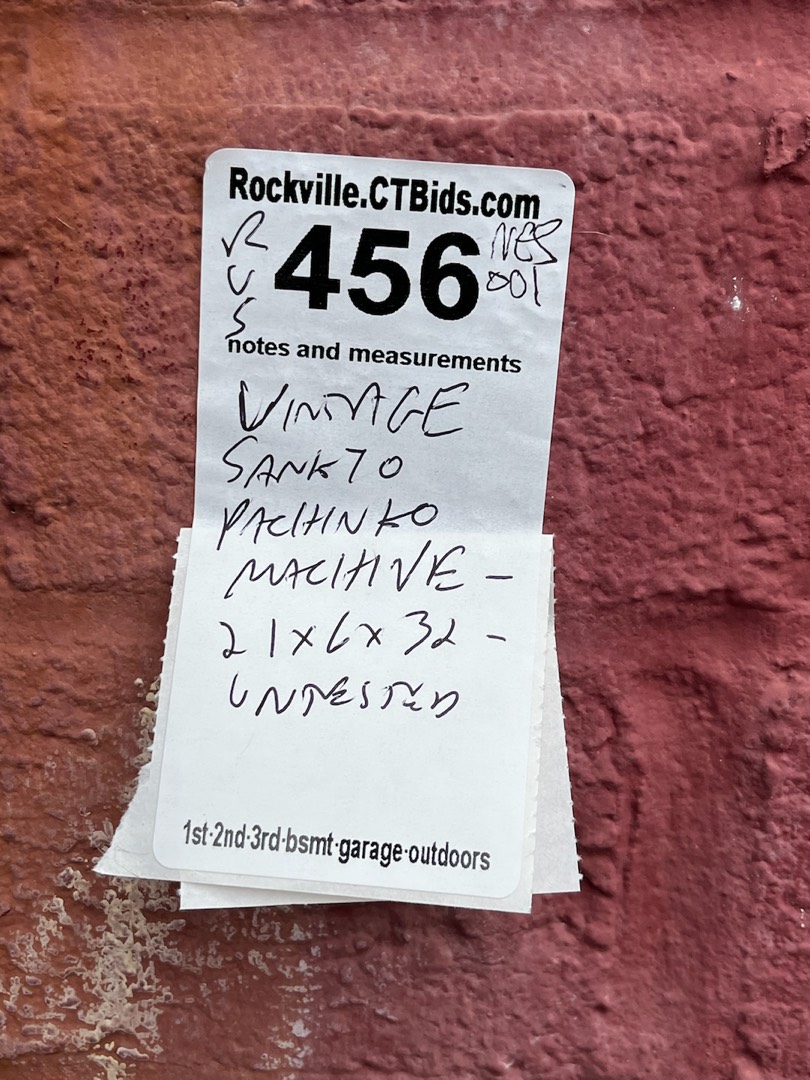 Rockville.CTBids.com
RUS
456
NES
001
notes and measurements
VINTAGE
SANKYO
PACHINKO
MACHINE -
21x6x32 -
UNTESTED
1st·2nd·3rd·bsmt·garage·outdoors